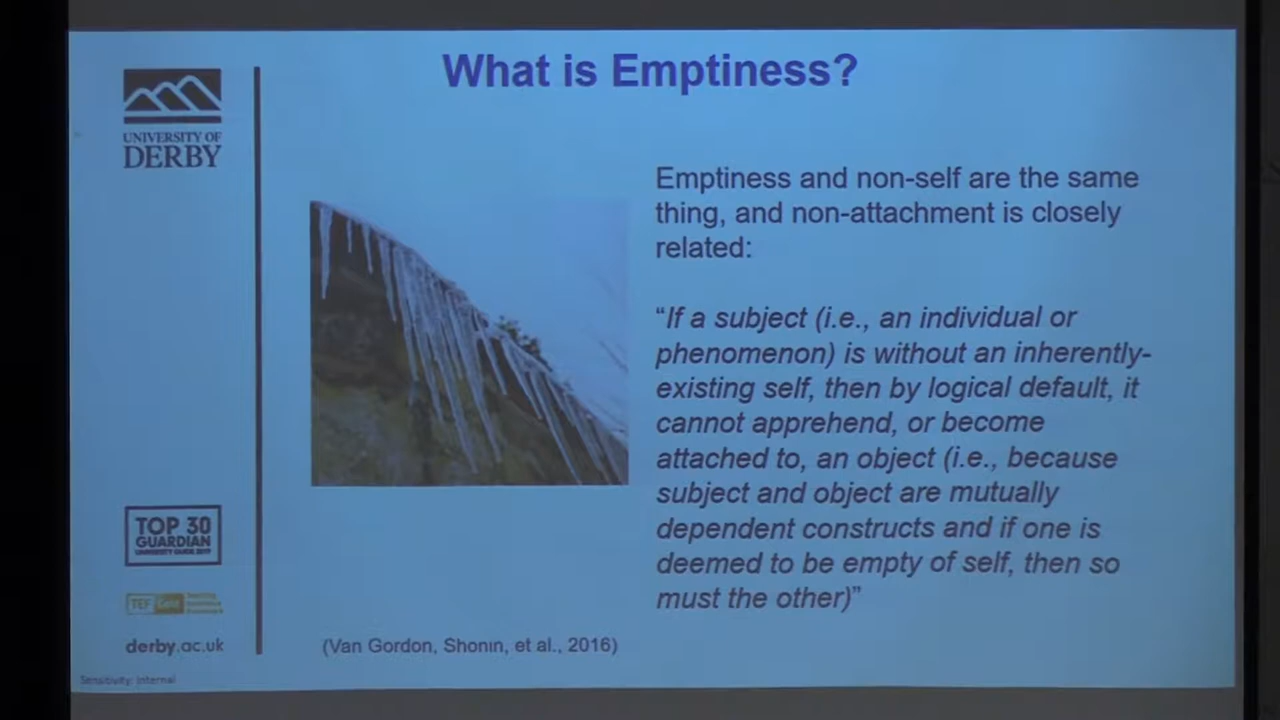 What is Emptiness?
UNIVERSITY OF
DERBY
Emptiness and non-self are the same
thing, and non-attachment is closely
related:
“If a subject (i.e., an individual or
phenomenon) is without an inherently-
existing self, then by logical default, it
cannot apprehend, or become
attached to, an object (i.e., because
subject and object are mutually
dependent constructs and if one is
deemed to be empty of self, then so
must the other)”
TOP 30
GUARDIAN
UNIVERSITY GUIDE 2019
TEF Gold
derby.ac.uk
(Van Gordon, Shonin, et al., 2016)
Sensitivity: Internal